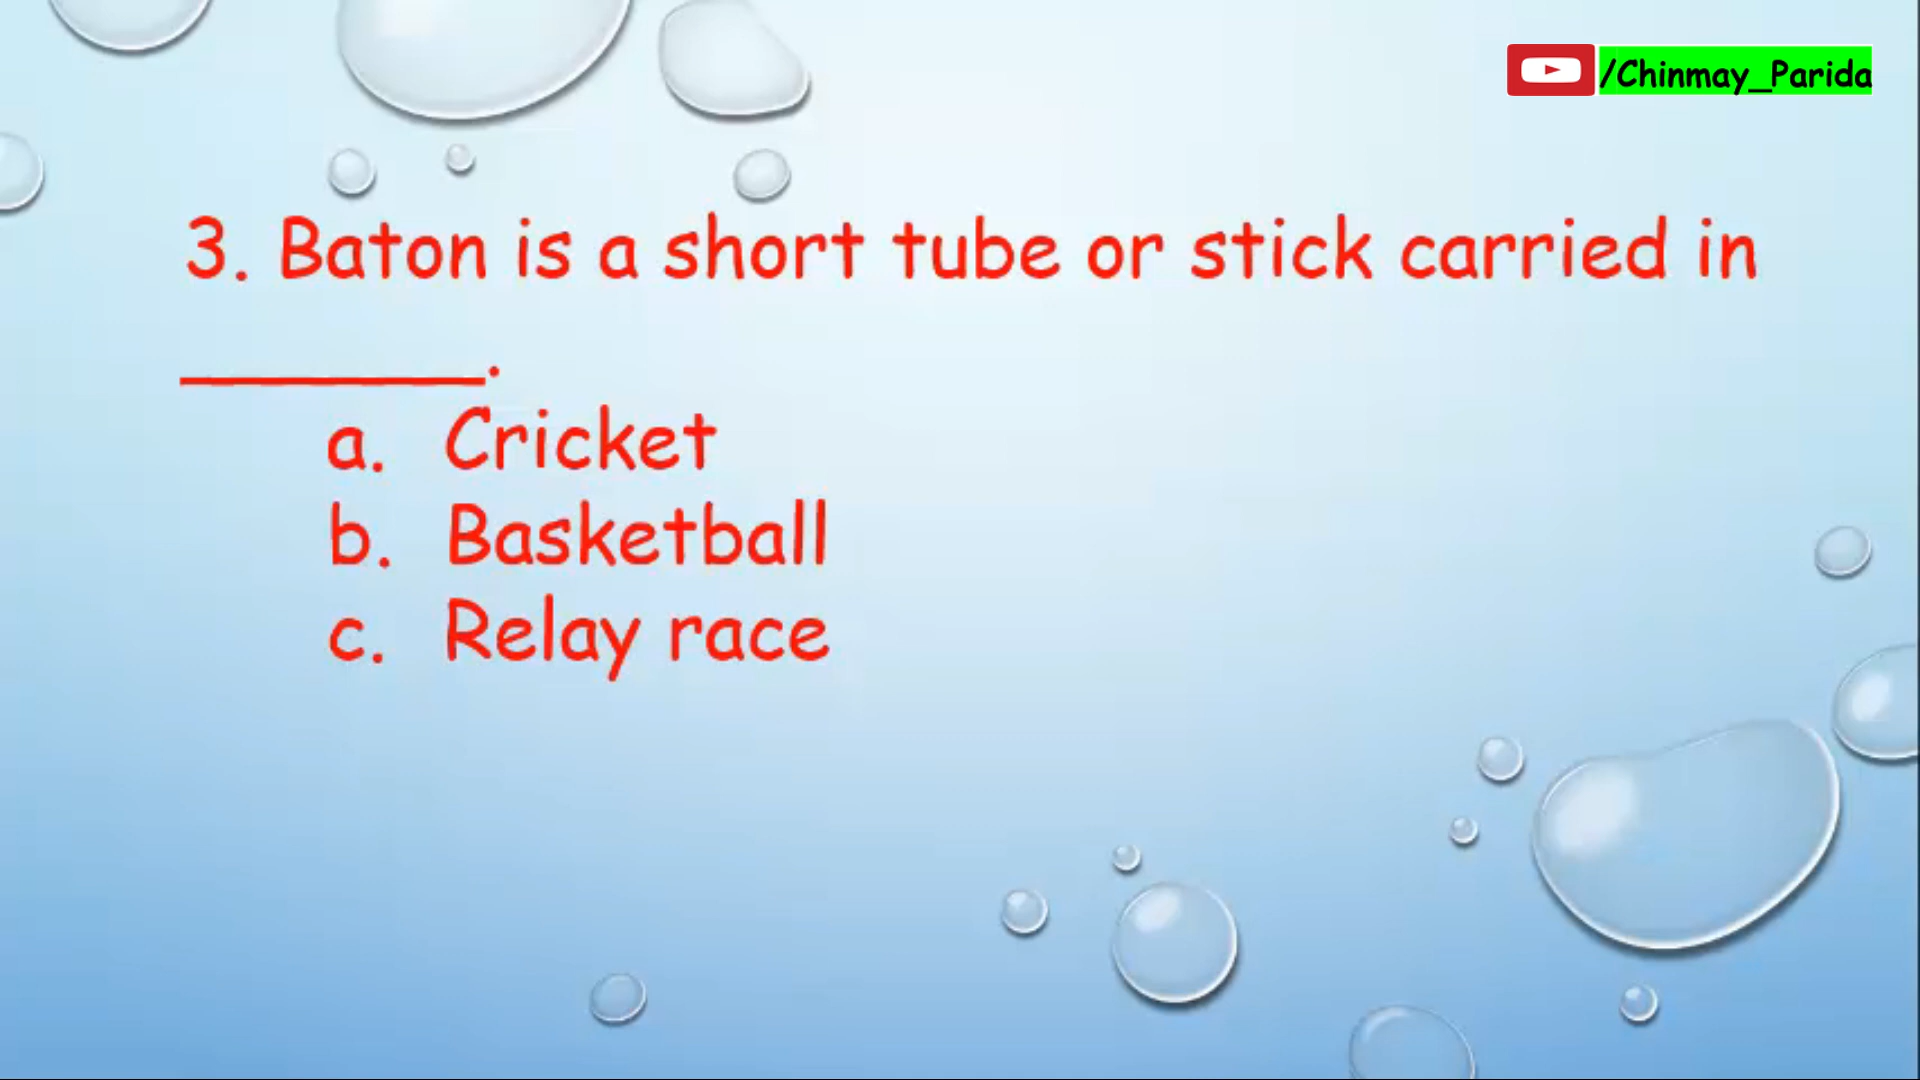 /Chinmay_Parida
3. Baton is a short tube or stick carried in
________.
a. Cricket
b. Basketball
c. Relay race